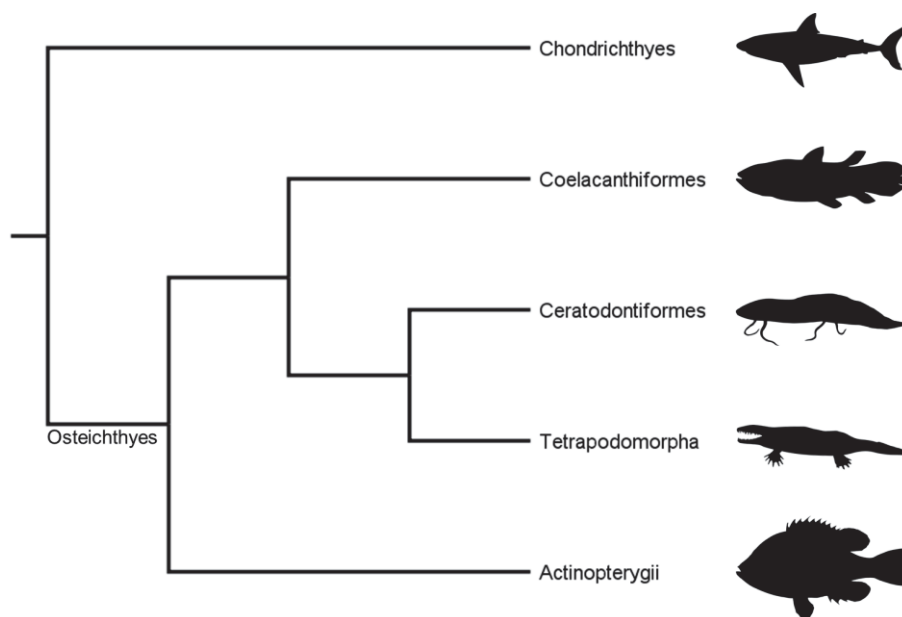 Chondrichthyes
Coelacanthiformes
Ceratodontiformes
Osteichthyes
Tetrapodomorpha
Actinopterygii